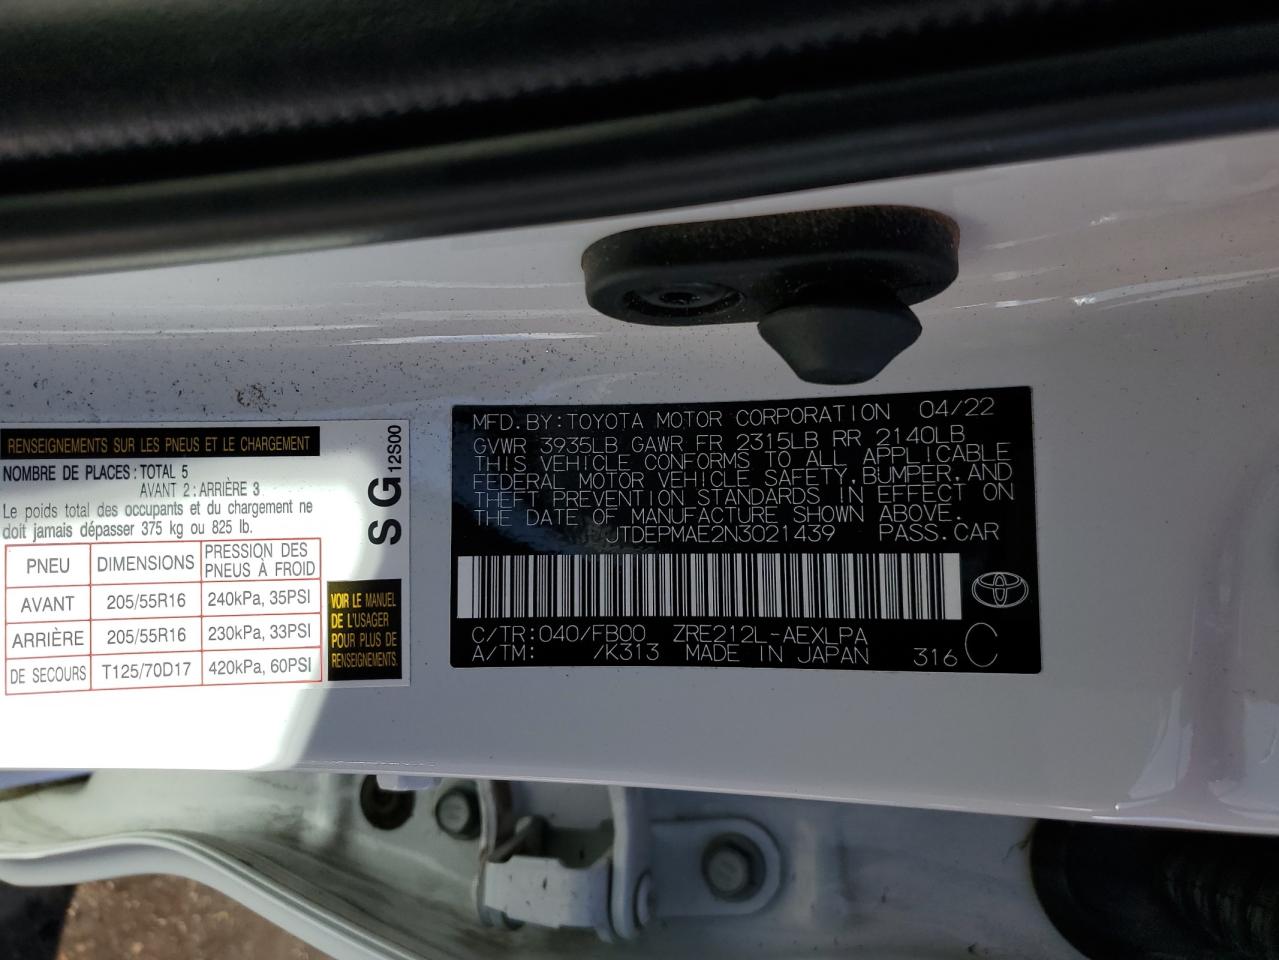 RENSEIGNEMENTS SUR LES PNEUS ET LE CHARGEMENT
NOMBRE DE PLACES: TOTAL 5
AVANT 2: ARRIÈRE 3
Le poids total des occupants et du chargement ne
doit jamais dépasser 375 kg ou 825 lb.
PNEU DIMENSIONS PRESSION DES PNEUS À FROID
AVANT 205/55R16 240kPa, 35PSI
ARRIÈRE 205/55R16 230kPa, 33PSI
DE SECOURS T125/70D17 420kPa, 60PSI
SG 12S00
VOIR LE MANUEL
DE L'USAGER
POUR PLUS DE
RENSEIGNEMENTS.
MFD. BY: TOYOTA MOTOR CORPORATION 04/22
GVWR 3935LB GAWR FR 2315LB RR 2140LB
THIS VEHICLE CONFORMS TO ALL APPLICABLE
FEDERAL MOTOR VEHICLE SAFETY, BUMPER, AND
THEFT PREVENTION STANDARDS IN EFFECT ON
THE DATE OF MANUFACTURE SHOWN ABOVE.
JTDEPMAE2N3021439 PASS. CAR
C/TR: 040/FB00 ZRE212L-AEXLPA
A/TM: /K313 MADE IN JAPAN 316 C